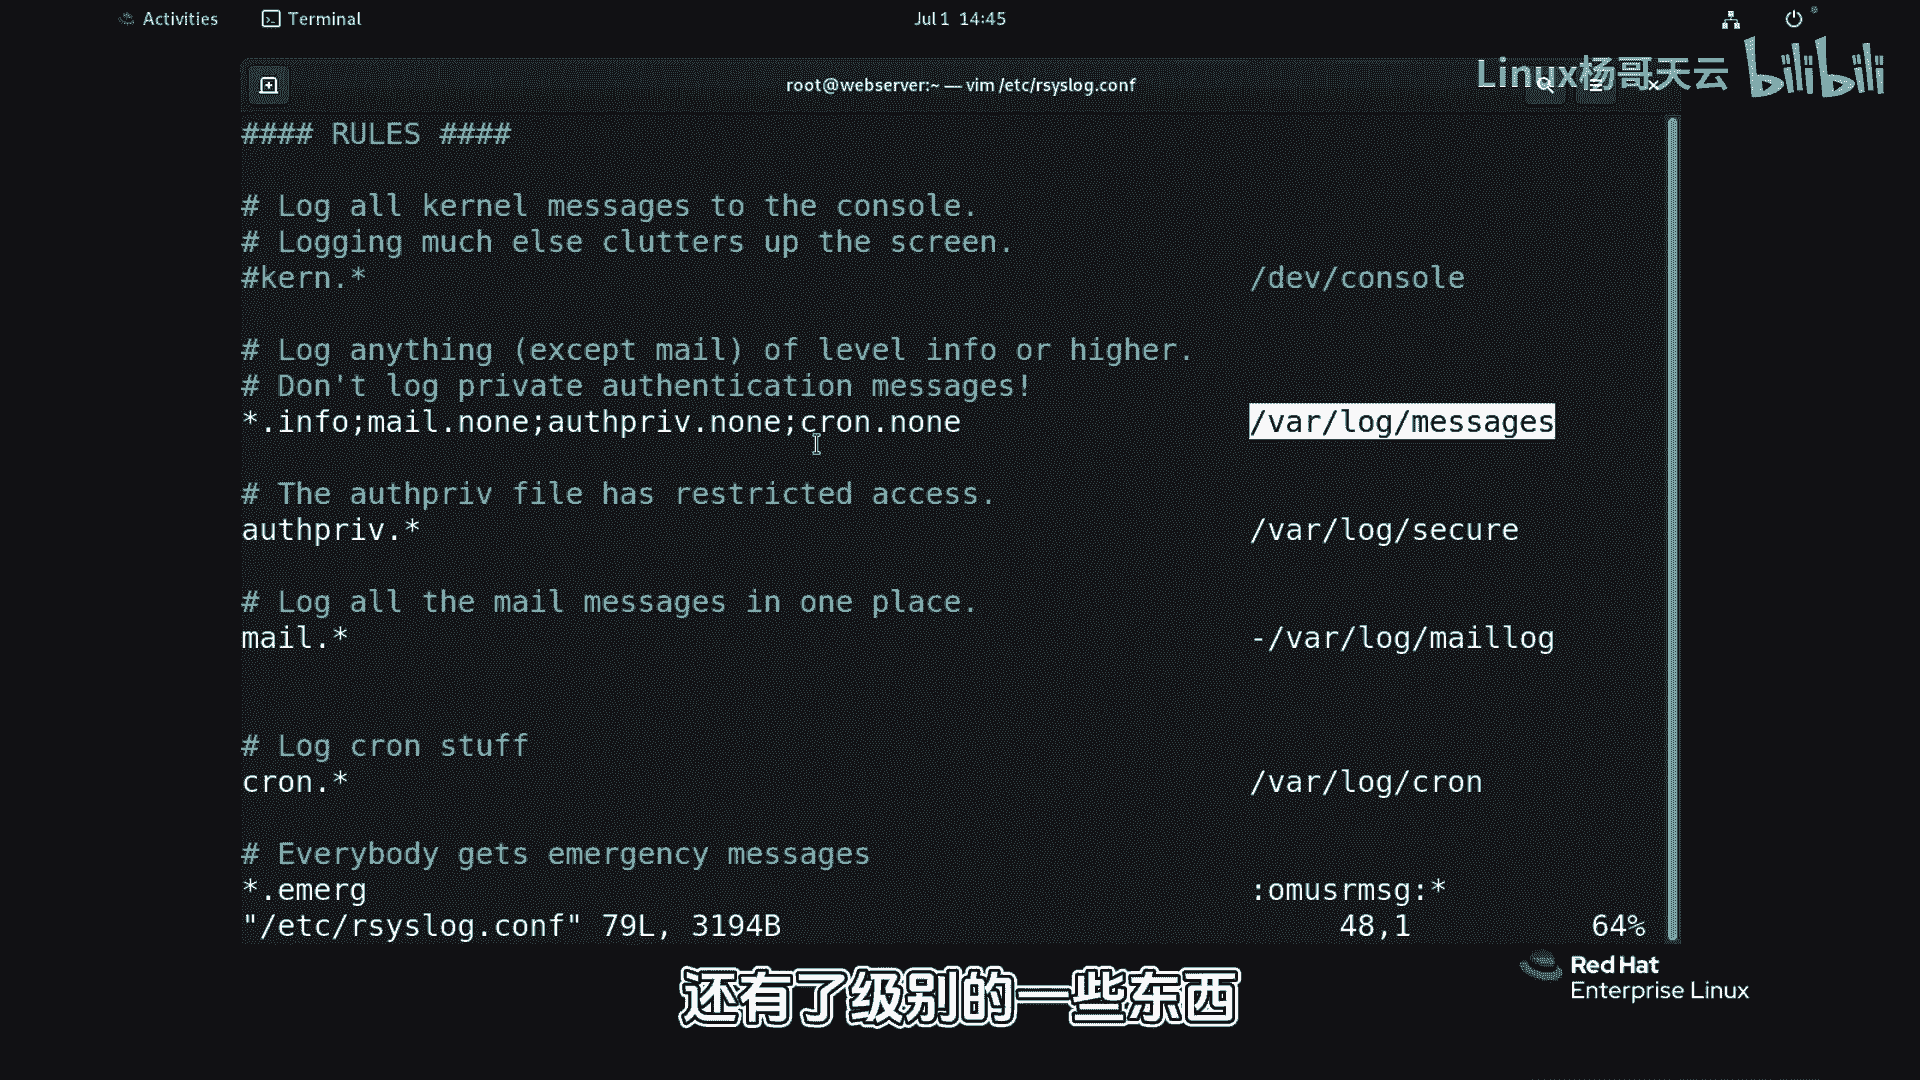 Activities Terminal Jul 1 14:45
root@webserver:~ — vim /etc/rsyslog.conf
Linux杨哥天云 bilibili
#### RULES ####
# Log all kernel messages to the console.
# Logging much else clutters up the screen.
#kern.* /dev/console
# Log anything (except mail) of level info or higher.
# Don't log private authentication messages!
*.info;mail.none;authpriv.none;cron.none /var/log/messages
# The authpriv file has restricted access.
authpriv.* /var/log/secure
# Log all the mail messages in one place.
mail.* -/var/log/maillog
# Log cron stuff
cron.* /var/log/cron
# Everybody gets emergency messages
*.emerg :omusrmsg:*
"/etc/rsyslog.conf" 79L, 3194B 48,1 64%
Red Hat
Enterprise Linux
还有了级别的一些东西